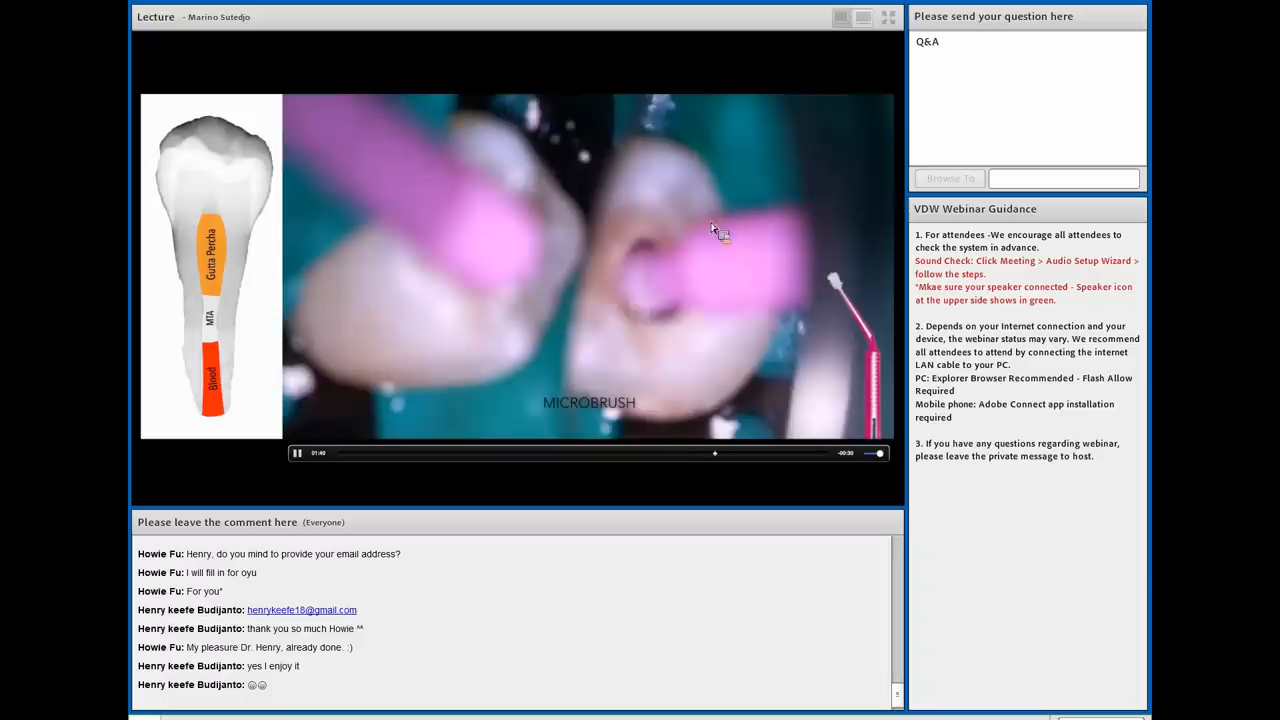 Lecture - Marino Sutedjo
Gutta Percha
MTA
Blood
MICROBRUSH
01:40
-00:30
Please send your question here
Q&A
Browse To
VDW Webinar Guidance
1. For attendees -We encourage all attendees to
check the system in advance.
Sound Check: Click Meeting > Audio Setup Wizard >
follow the steps.
*Mkae sure your speaker connected - Speaker icon
at the upper side shows in green.
2. Depends on your Internet connection and your
device, the webinar status may vary. We recommend
all attendees to attend by connecting the internet
LAN cable to your PC.
PC: Explorer Browser Recommended - Flash Allow
Required
Mobile phone: Adobe Connect app installation
required
3. If you have any questions regarding webinar,
please leave the private message to host.
Please leave the comment here (Everyone)
Howie Fu: Henry, do you mind to provide your email address?
Howie Fu: I will fill in for oyu
Howie Fu: For you*
Henry keefe Budijanto: henrykeefe18@gmail.com
Henry keefe Budijanto: thank you so much Howie ^^
Howie Fu: My pleasure Dr. Henry, already done. :)
Henry keefe Budijanto: yes I enjoy it
Henry keefe Budijanto: 😄😄